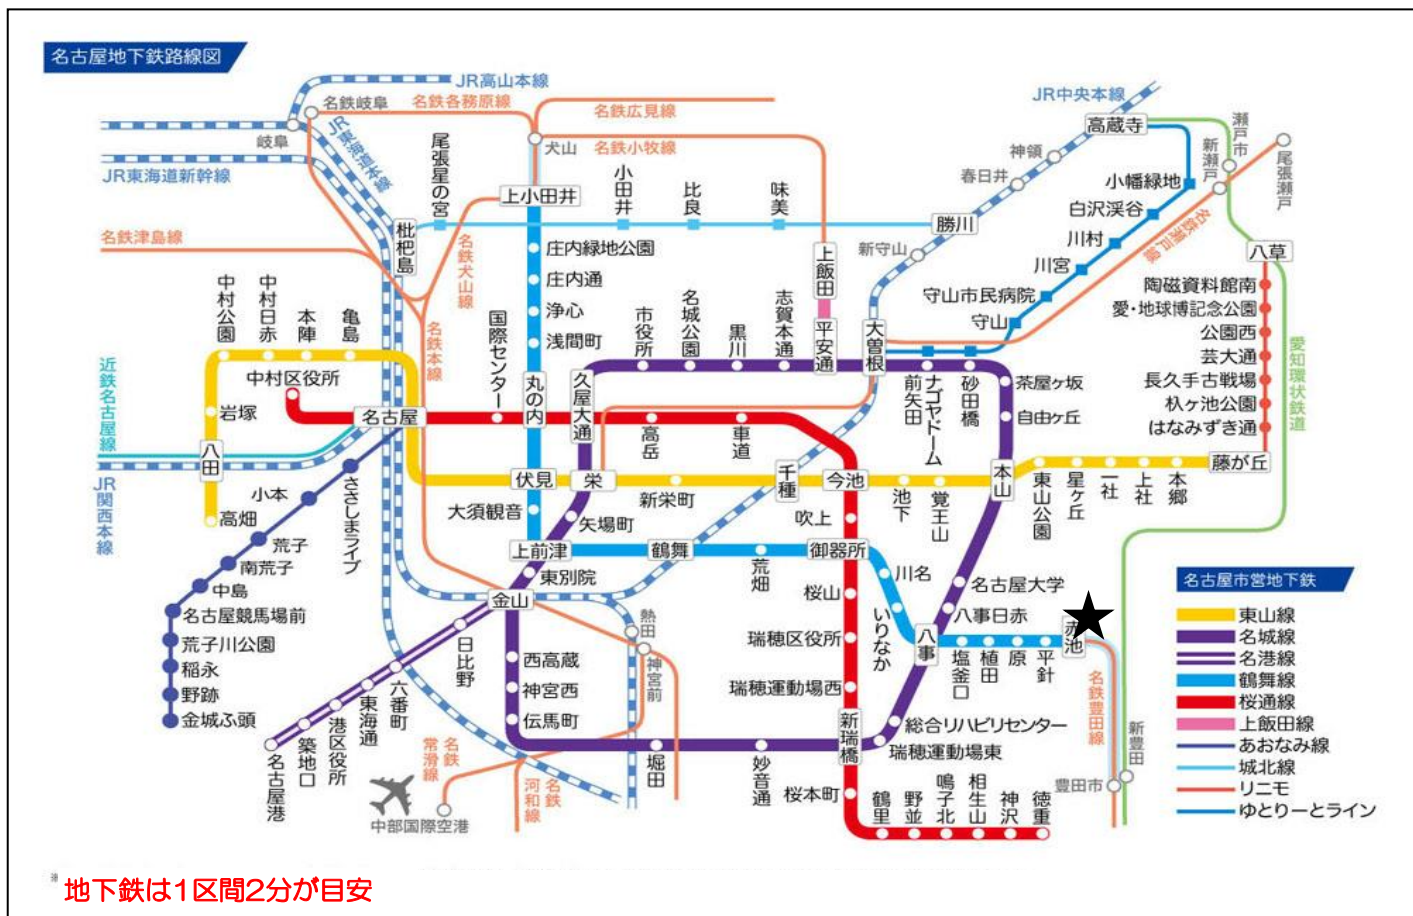 名古屋地下鉄路線図
JR高山本線
名鉄岐阜
名鉄各務原線
名鉄広見線
JR中央本線
岐阜
JR東海道本線
犬山
名鉄小牧線
高蔵寺
瀬戸市
新瀬戸
尾張瀬戸
神領
春日井
JR東海道新幹線
尾張星の宮
上小田井
小田井
比良
味美
勝川
小幡緑地
白沢渓谷
川村
川宮
守山市民病院
守山
名鉄瀬戸線
名鉄津島線
枇杷島
名鉄犬山線
庄内緑地公園
庄内通
浄心
浅間町
上飯田
新守山
八草
陶磁資料館南
愛・地球博記念公園
公園西
芸大通
長久手古戦場
杁ヶ池公園
はなみずき通
愛知環状鉄道
中村公園
中村日赤
本陣
亀島
名鉄本線
国際センター
市役所
名城公園
黒川
志賀本通
平安通
大曽根
ナゴヤドーム
前矢田
砂田橋
茶屋ヶ坂
自由ヶ丘
近鉄名古屋線
中村区役所
岩塚
名古屋
丸の内
久屋大通
高岳
車道
八田
JR関西本線
高畑
小本
ささしまライブ
伏見
栄
新栄町
千種
今池
池下
覚王山
本山
東山公園
星ヶ丘
一社
上社
本郷
藤が丘
大須観音
矢場町
吹上
荒子
南荒子
中島
名古屋競馬場前
荒子川公園
稲永
野跡
金城ふ頭
上前津
鶴舞
荒畑
御器所
川名
いりなか
東別院
金山
桜山
名古屋大学
八事日赤
八事
塩釜口
植田
原
平針
赤池
熱田
神宮前
日比野
六番町
東海通
港区役所
築地口
名古屋港
西高蔵
神宮西
伝馬町
瑞穂区役所
瑞穂運動場西
新瑞橋
総合リハビリセンター
瑞穂運動場東
名鉄豊田線
新豊田
豊田市
堀田
妙音通
名鉄常滑線
名鉄河和線
中部国際空港
桜本町
鶴里
野並
鳴子北
相生山
神沢
徳重
名古屋市営地下鉄
東山線
名城線
名港線
鶴舞線
桜通線
上飯田線
あおなみ線
城北線
リニモ
ゆとりーとライン
地下鉄は1区間2分が目安